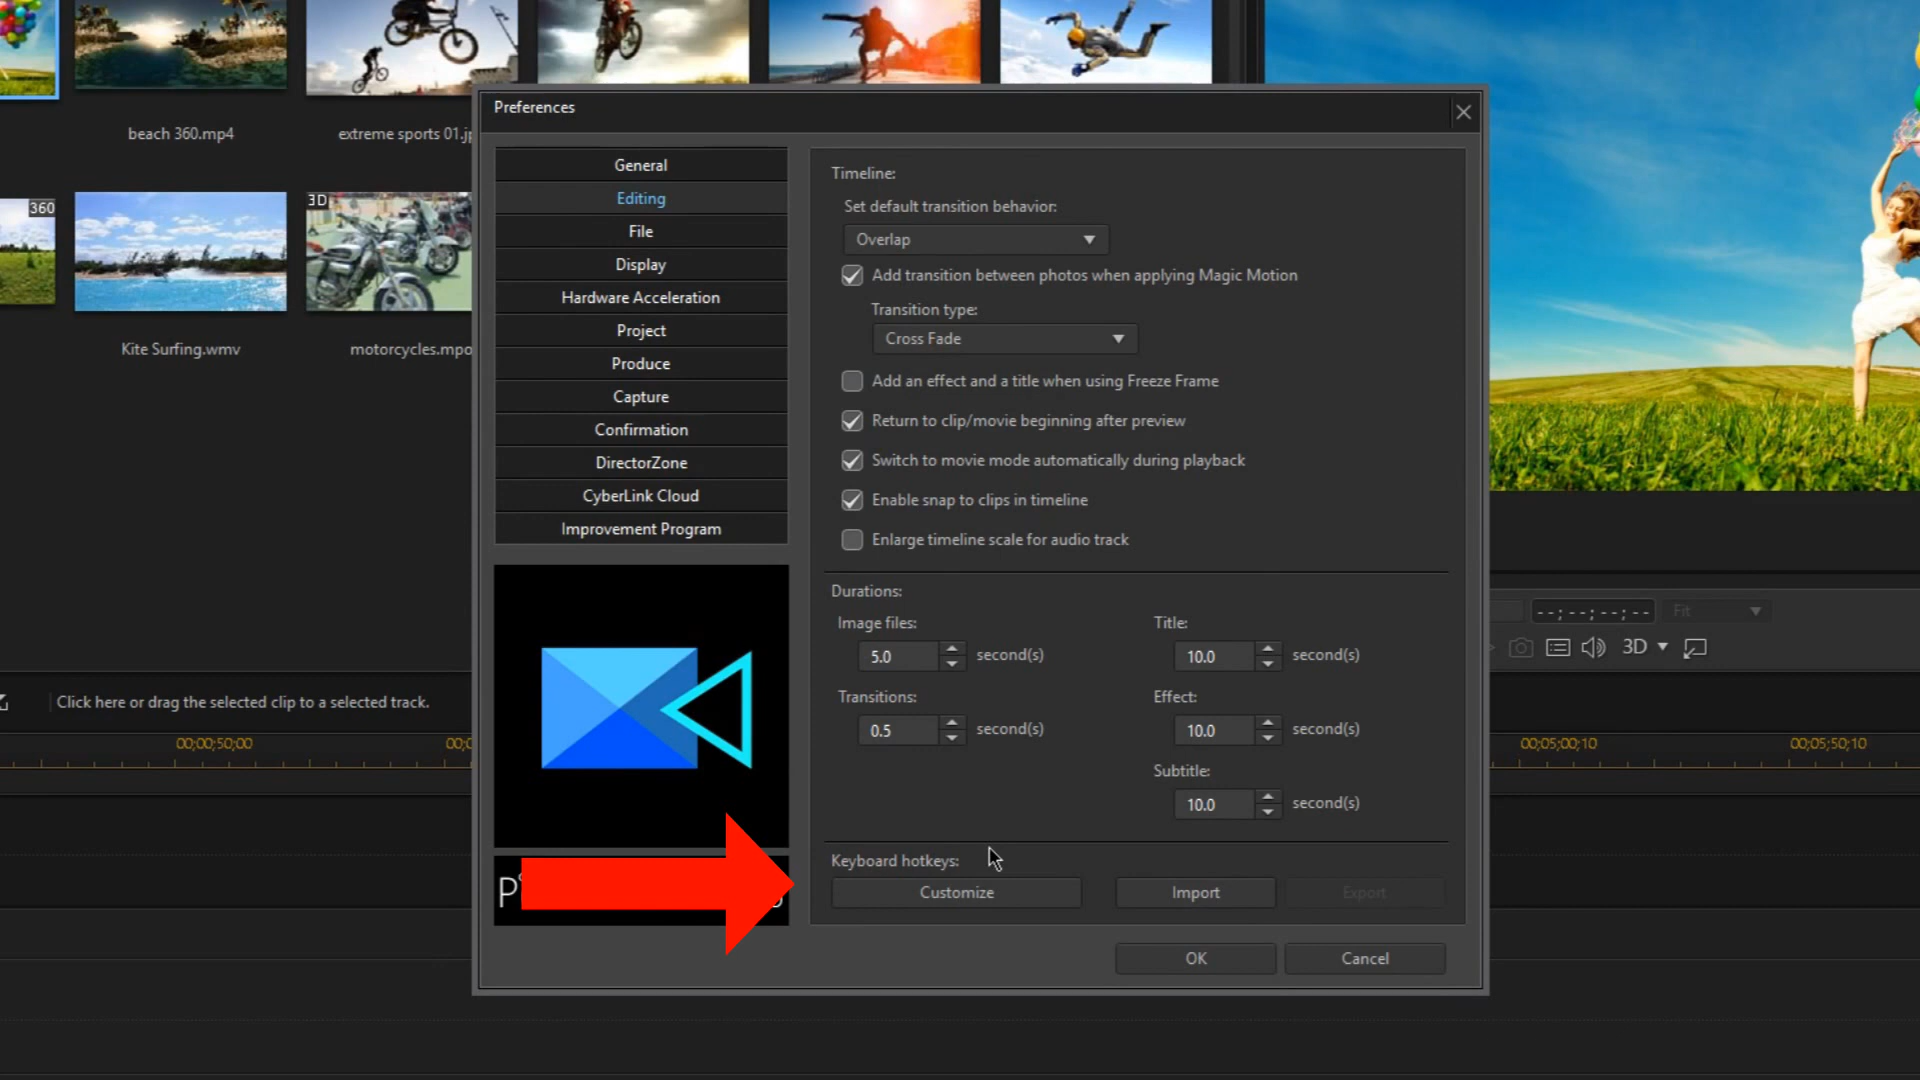 beach 360.mp4
extreme sports 01.j
360
3D
Kite Surfing.wmv
motorcycles.mpo
Preferences
General
Editing
File
Display
Hardware Acceleration
Project
Produce
Capture
Confirmation
DirectorZone
CyberLink Cloud
Improvement Program
Timeline:
Set default transition behavior:
Overlap
Add transition between photos when applying Magic Motion
Transition type:
Cross Fade
Add an effect and a title when using Freeze Frame
Return to clip/movie beginning after preview
Switch to movie mode automatically during playback
Enable snap to clips in timeline
Enlarge timeline scale for audio track
Durations:
Image files:
5.0 second(s)
Title:
10.0 second(s)
Transitions:
0.5 second(s)
Effect:
10.0 second(s)
Subtitle:
10.0 second(s)
Keyboard hotkeys:
Customize
Import
Export
OK
Cancel
--;--;--;--
Fit
3D
Click here or drag the selected clip to a selected track.
00;00;50;00
00;05;00;10
00;05;50;10